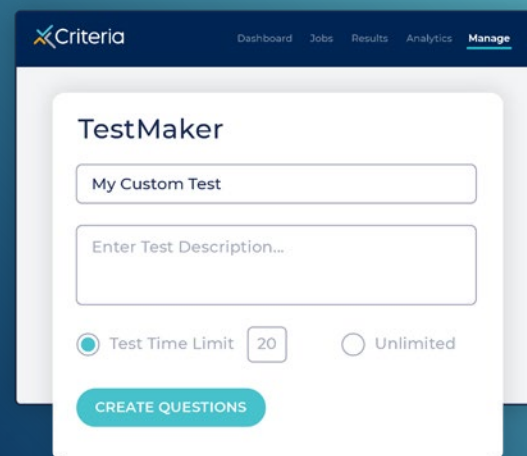 Criteria Dashboard Jobs Results Analytics Manage
TestMaker
My Custom Test
Enter Test Description...
Test Time Limit 20 Unlimited
CREATE QUESTIONS